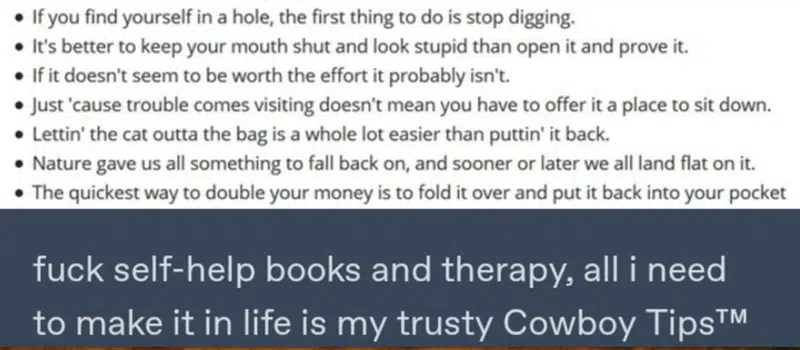 • If you find yourself in a hole, the first thing to do is stop digging.
• It's better to keep your mouth shut and look stupid than open it and prove it.
• If it doesn't seem to be worth the effort it probably isn't.
• Just 'cause trouble comes visiting doesn't mean you have to offer it a place to sit down.
• Lettin' the cat outta the bag is a whole lot easier than puttin' it back.
• Nature gave us all something to fall back on, and sooner or later we all land flat on it.
• The quickest way to double your money is to fold it over and put it back into your pocket
fuck self-help books and therapy, all i need
to make it in life is my trusty Cowboy Tips™